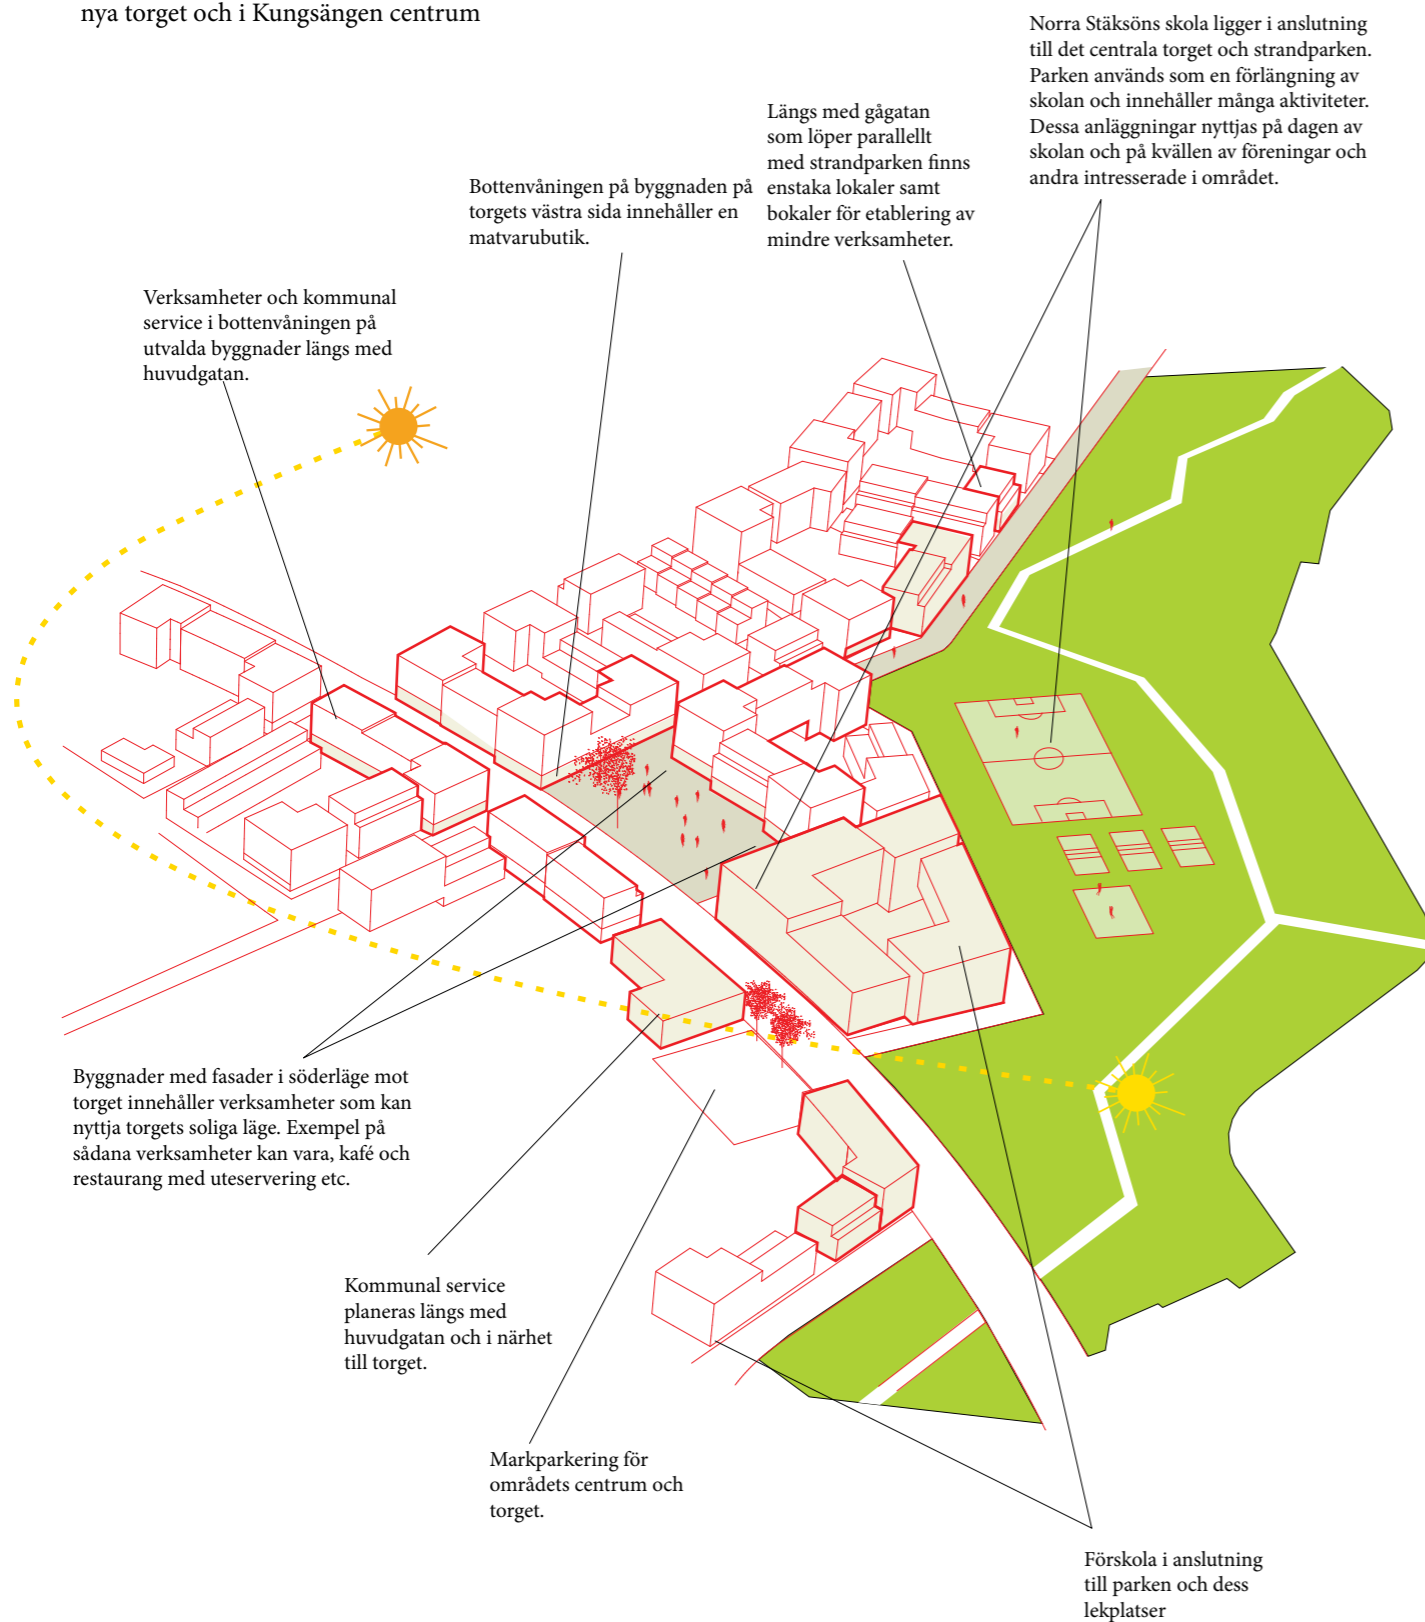 nya torget och i Kungsängen centrum
Norra Stäksöns skola ligger i anslutning
till det centrala torget och strandparken.
Parken används som en förlängning av
skolan och innehåller många aktiviteter.
Dessa anläggningar nyttjas på dagen av
skolan och på kvällen av föreningar och
andra intresserade i området.
Längs med gågatan
som löper parallellt
med strandparken finns
enstaka lokaler samt
bokaler för etablering av
mindre verksamheter.
Bottenvåningen på byggnaden på
torgets västra sida innehåller en
matvarubutik.
Verksamheter och kommunal
service i bottenvåningen på
utvalda byggnader längs med
huvudgatan.
Byggnader med fasader i söderläge mot
torget innehåller verksamheter som kan
nyttja torgets soliga läge. Exempel på
sådana verksamheter kan vara, kafé och
restaurang med uteservering etc.
Kommunal service
planeras längs med
huvudgatan och i närhet
till torget.
Markparkering för
områdets centrum och
torget.
Förskola i anslutning
till parken och dess
lekplatser